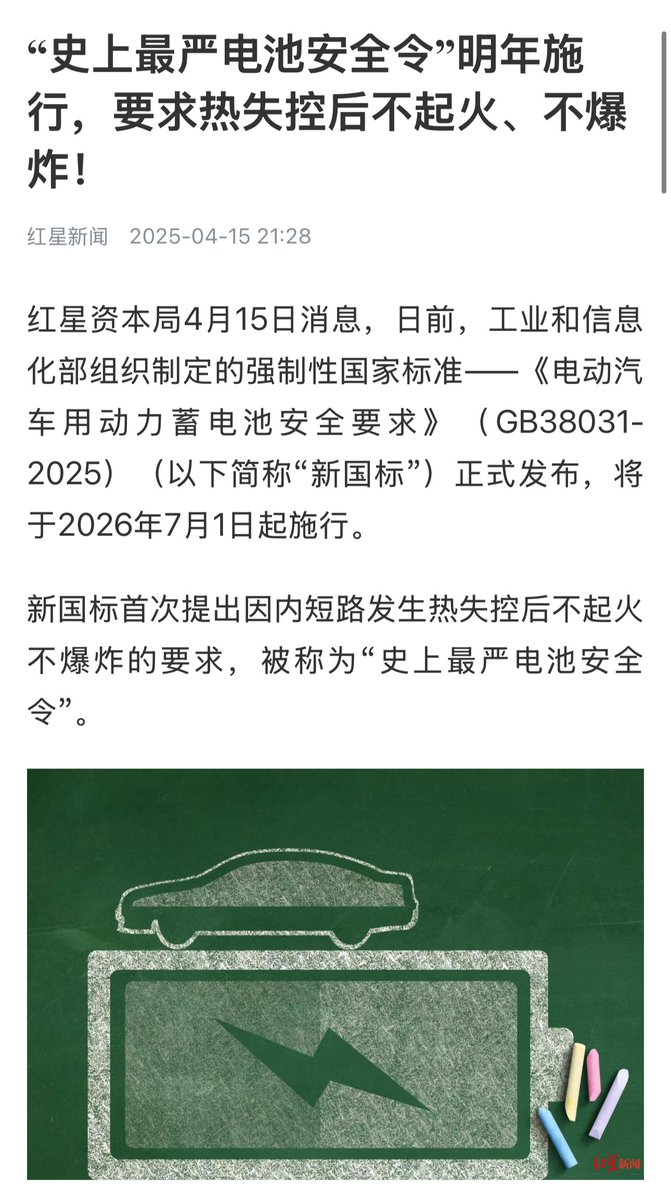 “史上最严电池安全令”明年施
行，要求热失控后不起火、不爆
炸！
红星新闻 2025-04-15 21:28
红星资本局4月15日消息，日前，工业和信息
化部组织制定的强制性国家标准——《电动汽
车用动力蓄电池安全要求》（GB38031-
2025）（以下简称“新国标”）正式发布，将
于2026年7月1日起施行。
新国标首次提出因内短路发生热失控后不起火
不爆炸的要求，被称为“史上最严电池安全
令”。
红星新闻